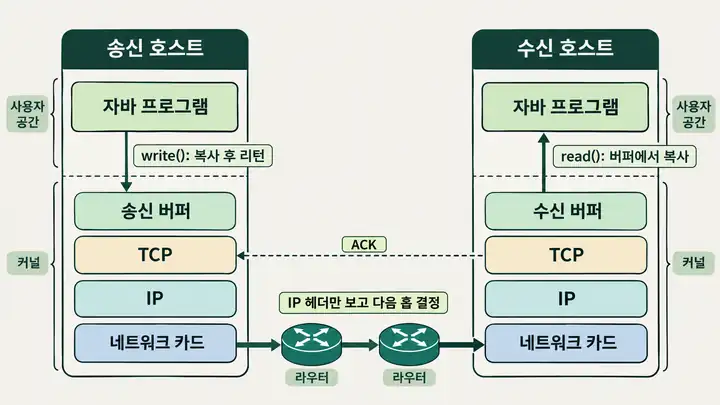 송신 호스트
수신 호스트
사용자
공간
자바 프로그램
자바 프로그램
사용자
공간
write(): 복사 후 리턴
read(): 버퍼에서 복사
송신 버퍼
수신 버퍼
커널
TCP
ACK
TCP
커널
IP
IP 헤더만 보고 다음 홉 결정
IP
네트워크 카드
네트워크 카드
라우터
라우터